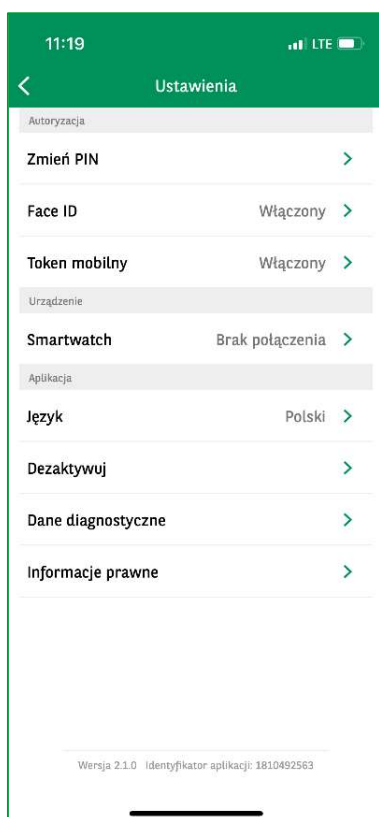 11:19 LTE
Ustawienia
Autoryzacja
Zmień PIN
Face ID Włączony
Token mobilny Włączony
Urządzenie
Smartwatch Brak połączenia
Aplikacja
Język Polski
Dezaktywuj
Dane diagnostyczne
Informacje prawne
Wersja 2.1.0 Identyfikator aplikacji: 1810492563